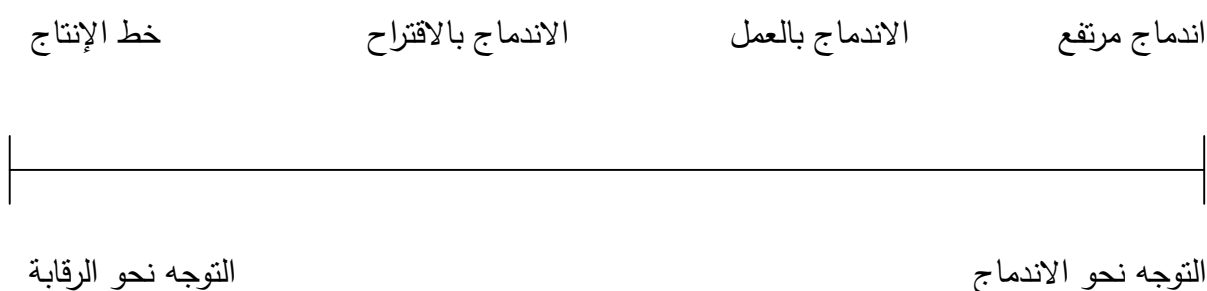 اندماج مرتفع الاندماج بالعمل الاندماج بالاقتراح خط الإنتاج
التوجه نحو الاندماج التوجه نحو الرقابة